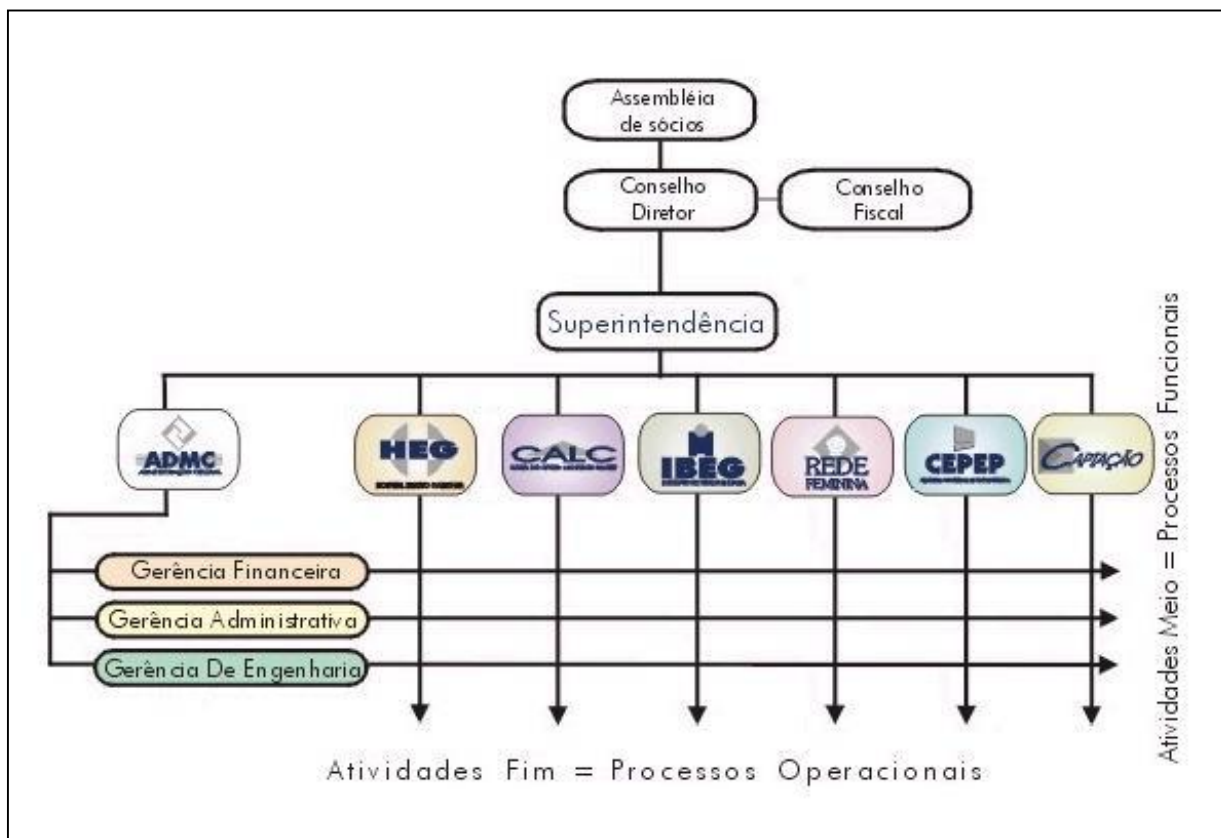 Assembléia
de sócios
Conselho
Diretor
Conselho
Fiscal
Superintendência
ADMC
HEG
CALC
IBEG
REDE
FEMININA
CEPEP
CAPTAÇÃO
Gerência Financeira
Gerência Administrativa
Gerência De Engenharia
Atividades Meio = Processos Funcionais
Atividades Fim = Processos Operacionais